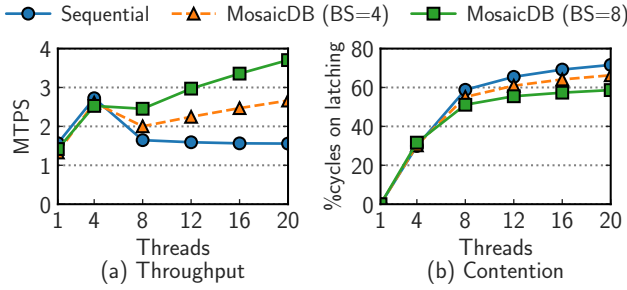 Sequential MosaicDB (BS=4) MosaicDB (BS=8)
MTPS
4
3
2
1
0
1 4 8 12 16 20
Threads
(a) Throughput
%cycles on latching
80
60
40
20
0
1 4 8 12 16 20
Threads
(b) Contention